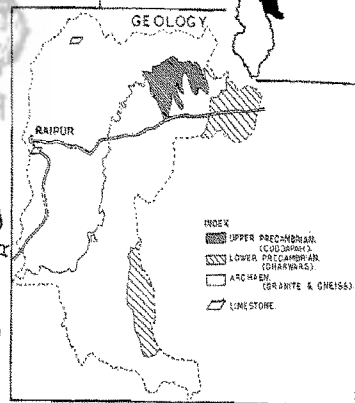 GEOLOGY
RAIPUR
INDEX
UPPER PRECAMBRIAN.
(CUDDAPAH)
LOWER PRECAMBRIAN.
(DHARWARS).
ARCHAEN
(GRANITE & GNEISS).
LIMESTONE.